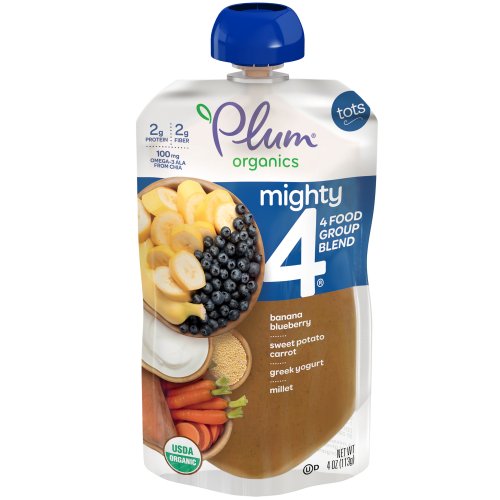 tots
2g
PROTEIN
2g
FIBER
100mg
OMEGA-3 ALA
FROM CHIA
Plum®
organics
mighty
4®
4 FOOD
GROUP
BLEND
banana
blueberry
sweet potato
carrot
greek yogurt
millet
USDA
ORGANIC
U D
NET WT
4 OZ (113g)